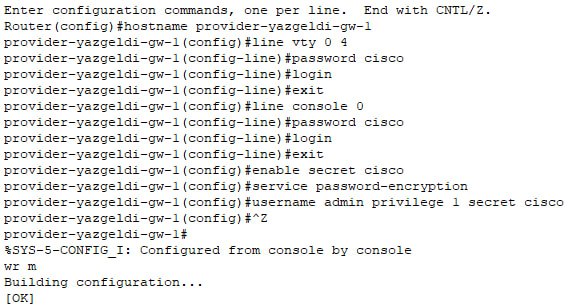 Enter configuration commands, one per line.  End with CNTL/Z.
Router(config)#hostname provider-yazgeldi-gw-1
provider-yazgeldi-gw-1(config)#line vty 0 4
provider-yazgeldi-gw-1(config-line)#password cisco
provider-yazgeldi-gw-1(config-line)#login
provider-yazgeldi-gw-1(config-line)#exit
provider-yazgeldi-gw-1(config)#line console 0
provider-yazgeldi-gw-1(config-line)#password cisco
provider-yazgeldi-gw-1(config-line)#login
provider-yazgeldi-gw-1(config-line)#exit
provider-yazgeldi-gw-1(config)#enable secret cisco
provider-yazgeldi-gw-1(config)#service password-encryption
provider-yazgeldi-gw-1(config)#username admin privilege 1 secret cisco
provider-yazgeldi-gw-1(config)#^Z
provider-yazgeldi-gw-1#
%SYS-5-CONFIG_I: Configured from console by console
wr m
Building configuration...
[OK]